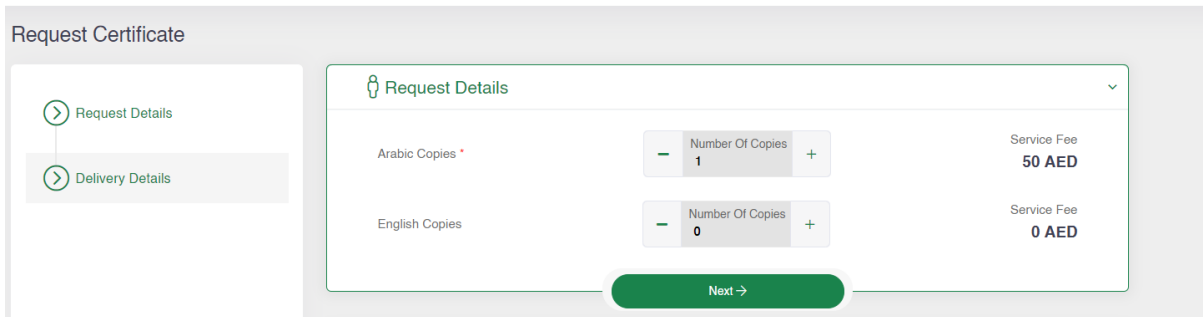 Request Certificate
Request Details
Delivery Details
Request Details
Arabic Copies *
Number Of Copies
1
Service Fee
50 AED
English Copies
Number Of Copies
0
Service Fee
0 AED
Next →